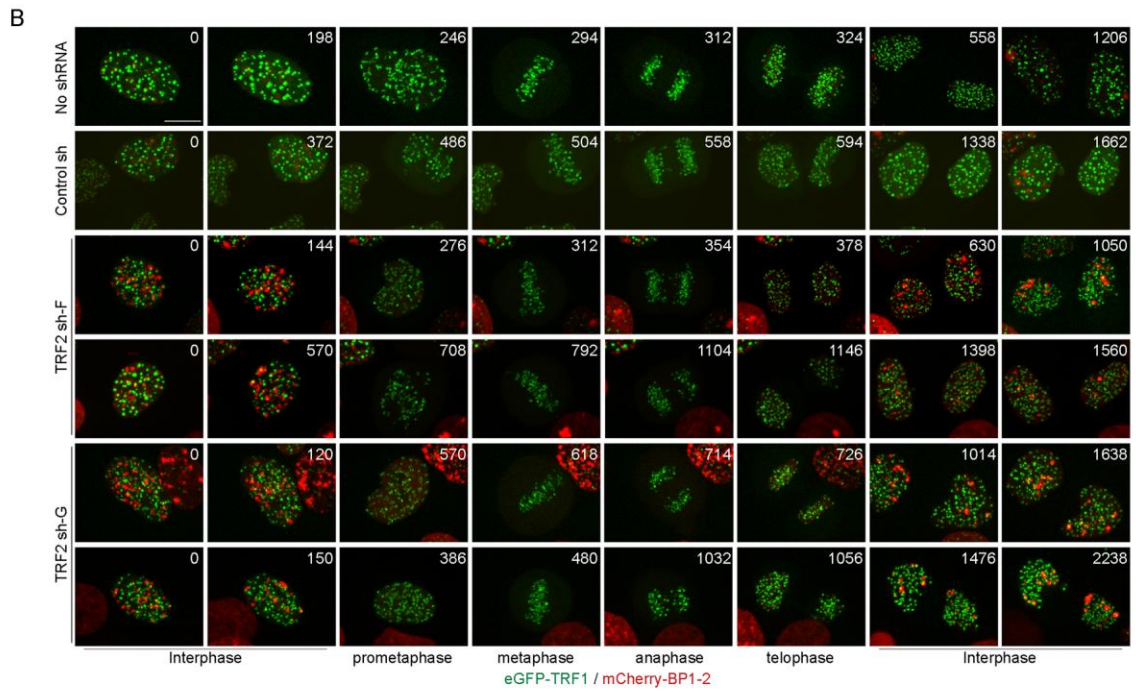 B
No shRNA
0 198 246 294 312 324 558 1206
Control sh
0 372 486 504 558 594 1338 1662
TRF2 sh-F
0 144 276 312 354 378 630 1050
0 570 708 792 1104 1146 1398 1560
TRF2 sh-G
0 120 570 618 714 726 1014 1638
0 150 386 480 1032 1056 1476 2238
Interphase prometaphase metaphase anaphase telophase Interphase
eGFP-TRF1 / mCherry-BP1-2